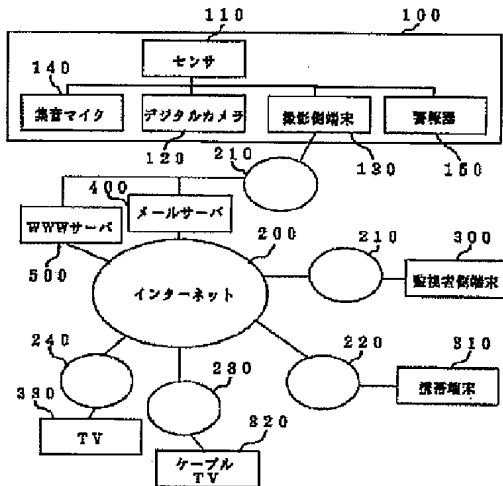 110
100
センサ
140
集音マイク
デジタルカメラ
撮影側端末
警報器
120
210
130
150
400
メールサーバ
WWWサーバ
500
200
210
300
インターネット
監視者側端末
240
230
220
310
330
携帯端末
TV
320
ケーブル
TV